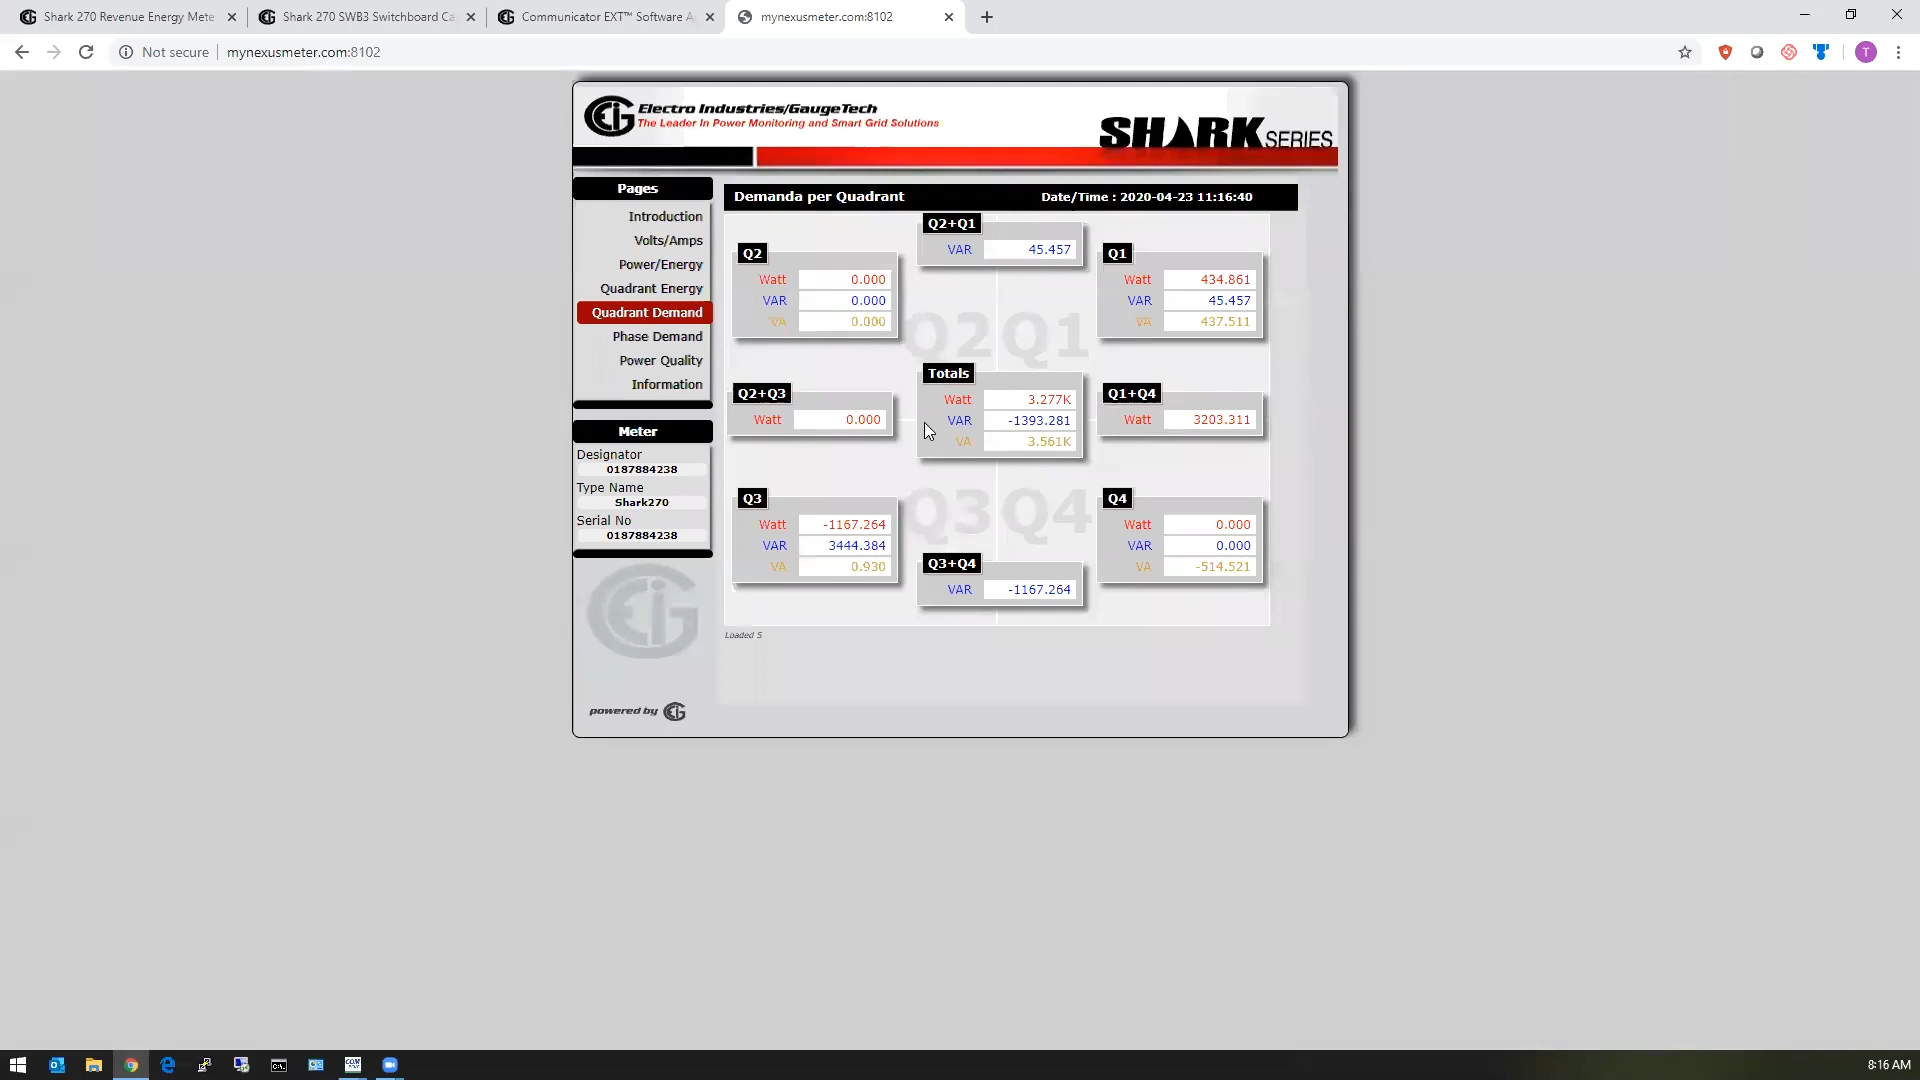 Shark 270 Revenue Energy Mete
Shark 270 SWB3 Switchboard Ca
Communicator EXT™ Software A
mynexusmeter.com:8102
Not secure
mynexusmeter.com:8102
T
EIG
Electro Industries/GaugeTech
The Leader In Power Monitoring and Smart Grid Solutions
SHARK SERIES
Pages
Introduction
Volts/Amps
Power/Energy
Quadrant Energy
Quadrant Demand
Phase Demand
Power Quality
Information
Meter
Designator
0187884238
Type Name
Shark270
Serial No
0187884238
EIG
powered by EIG
Demanda per Quadrant
Date/Time : 2020-04-23 11:16:40
Q2+Q1
VAR 45.457
Q2
Watt 0.000
VAR 0.000
VA 0.000
Q1
Watt 434.861
VAR 45.457
VA 437.511
Q2 Q1
Q2+Q3
Watt 0.000
Totals
Watt 3.277K
VAR -1393.281
VA 3.561K
Q1+Q4
Watt 3203.311
Q3
Watt -1167.264
VAR 3444.384
VA 0.930
Q3 Q4
Q4
Watt 0.000
VAR 0.000
VA -514.521
Q3+Q4
VAR -1167.264
Loaded 5
8:16 AM